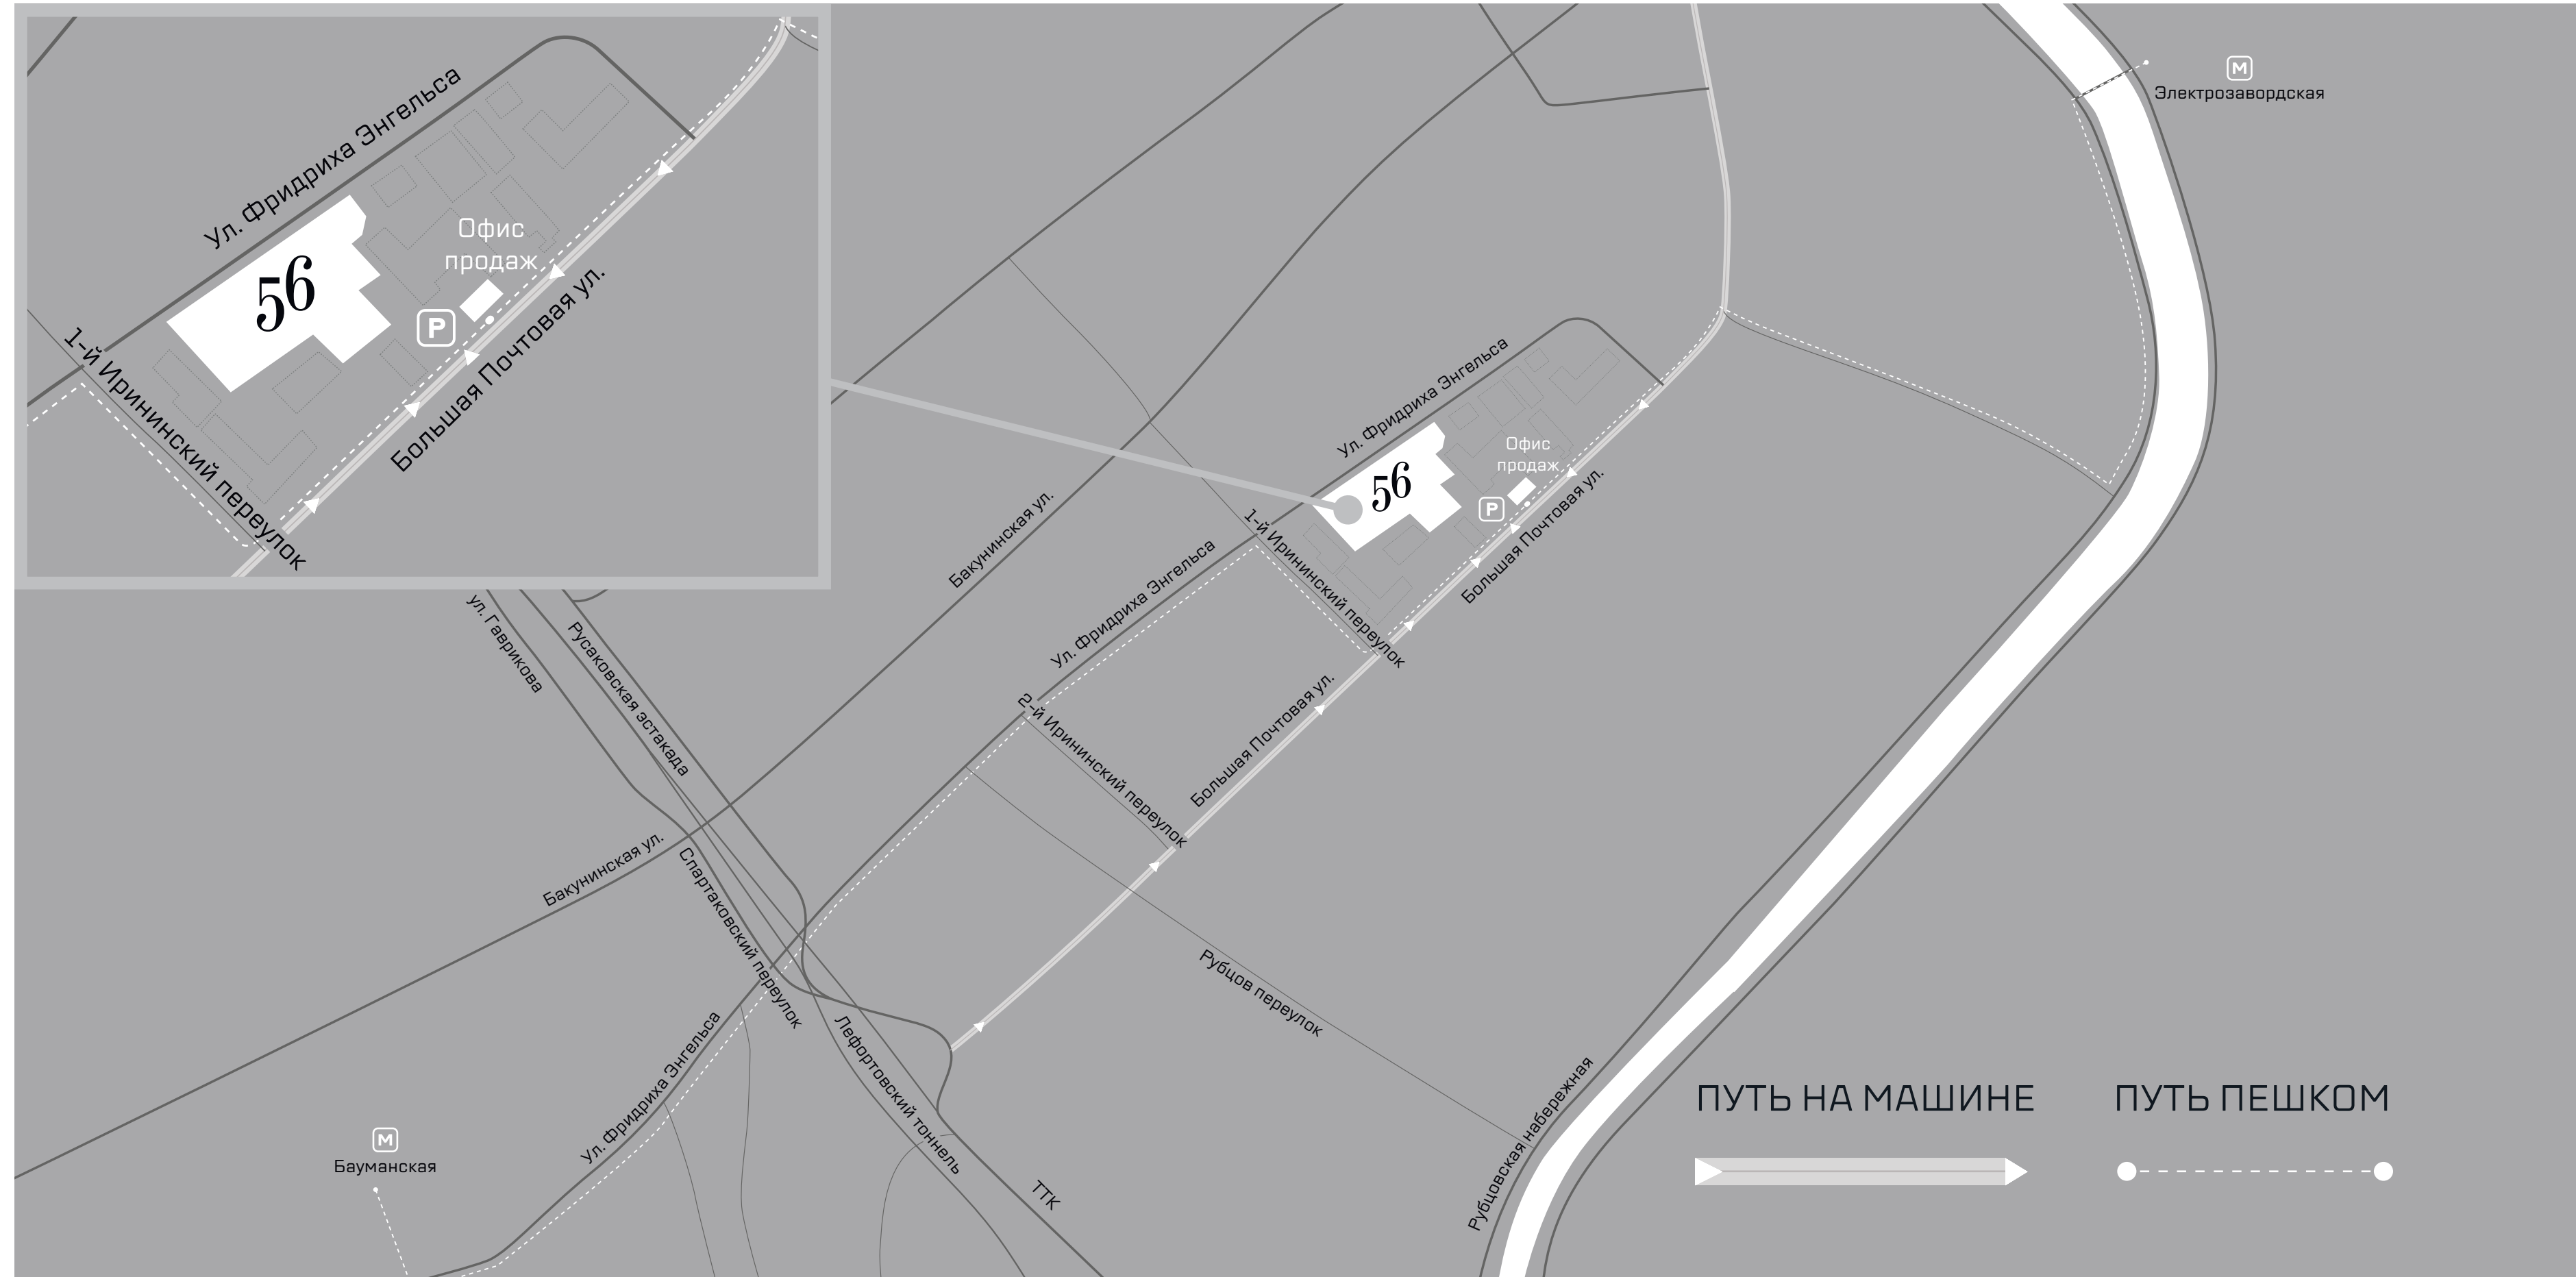 Ул. Фридриха Энгельса
56
Офис
продаж
P
1-й Ирининский переулок
Большая Почтовая ул.
M
Электрозавордская
Ул. Фридриха Энгельса
56
Офис
продаж
P
1-й Ирининский переулок
Большая Почтовая ул.
Бакунинская ул.
Ул. Фридриха Энгельса
ул. Гаврикова
Русаковская эстакада
2-й Ирининский переулок
Большая Почтовая ул.
Бакунинская ул.
Спартаковский переулок
Рубцов переулок
Ул. Фридриха Энгельса
Лефортовский тоннель
ТТК
Рубцовская набережная
M
Бауманская
ПУТЬ НА МАШИНЕ
ПУТЬ ПЕШКОМ